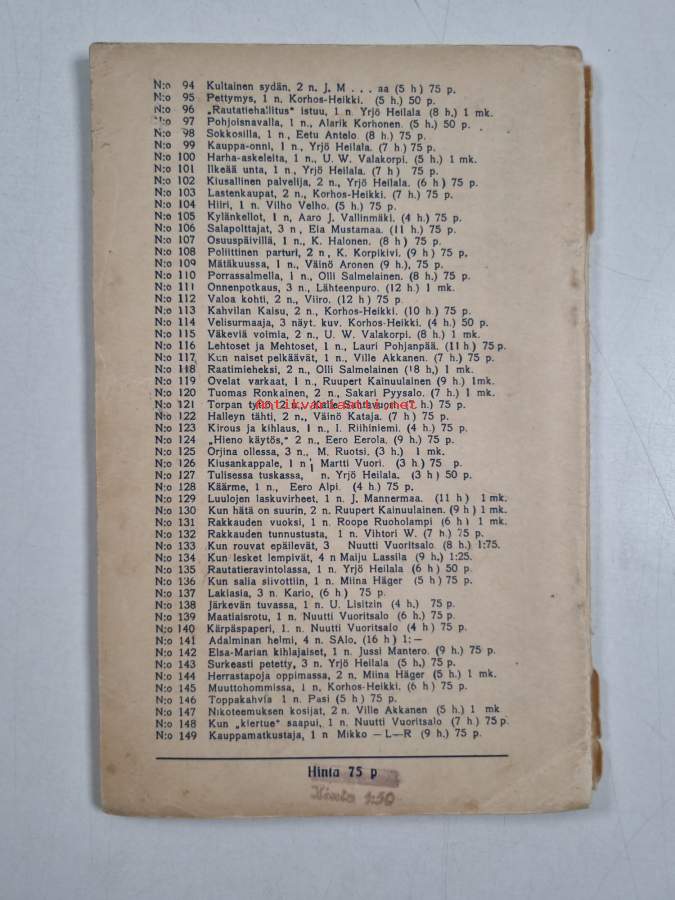 N:o 94 Kultainen sydän, 2 n. J. M . . . aa (5 h) 75 p.
N:o 95 Pettymys, 1 n. Korhos-Heikki. (5 h.) 50 p.
N:o 96 „Rautatiehallitus" istuu, 1 n. Yrjö Heilala (8 h.) 1 mk.
N:o 97 Pohjoisnavalla, 1 n., Alarik Korhonen. (5 h.) 50 p.
N:o 98 Sokkosilla, 1 n., Eetu Antelo. (8 h.) 75 p.
N:o 99 Kauppa-onni, 1 n., Yrjö Heilala. (7 h.) 75 p.
N:o 100 Harha-askeleita, 1 n., U. W. Valakorpi. (5 h.) 1 mk.
N:o 101 Ilkeää unta, 1 n., Yrjö Heilala. (7 h) 75 p.
N:o 102 Kiusallinen palvelija, 2 n., Yrjö Heilala. (6 h) 75 p.
N:o 103 Lastenkaupat, 2 n., Korhos-Heikki. (7 h.) 75 p.
N:o 104 Hiiri, 1 n. Vilho Velho. (5 h.) 75 p.
N:o 105 Kylänkellot, 1 n, Aaro J. Vallinmäki. (4 h.) 75 p.
N:o 106 Salapolttajat, 3 n, Ela Mustamaa. (11 h.) 75 p.
N:o 107 Osuuspäivillä, 1 n., K. Halonen. (8 h) 75 p.
N:o 108 Poliittinen parturi, 2 n, K. Korpikivi. (9 h) 75 p.
N:o 109 Mätäkuussa, 1 n., Väinö Aronen (9 h.), 75 p.
N:o 110 Porrassalmella, 1 n., Olli Salmelainen. (8 h.) 75 p.
N:o 111 Onnenpotkaus, 3 n., Lähteenpuro. (12 h.) 1 mk.
N:o 112 Valoa kohti, 2 n., Viiro. (12 h) 75 p.
N:o 113 Kahvilan Kaisu, 2 n., Korhos-Heikki. (10 h.) 75 p.
N:o 114 Velisurmaaja, 3 näyt. kuv. Korhos-Heikki. (4 h.) 50 p.
N:o 115 Väkeviä voimia, 2 n., U. W. Valakorpi. (8 h.) 1 mk.
N:o 116 Lehtoset ja Mehtoset, 1 n., Lauri Pohjanpää. (11 h) 75 p.
N:o 117 Kun naiset pelkäävät, 1 n., Ville Akkanen. (7 h.) 75 p.
N:o 118 Raatimieheksi, 2 n., Olli Salmelainen (8 h,) 1 mk.
N:o 119 Ovelat varkaat, 1 n., Ruupert Kainuulainen (9 h.) 1mk.
N:o 120 Tuomas Ronkainen, 2 n., Sakari Pyysalo. (7 h.) 1 mk.
N:o 121 Torpan tyttö, 2 n., Kalle Santavuori. (7 h.) 75 p.
antikvariaatti.net
N:o 122 Halleyn tähti, 2 n., Väinö Kataja. (7 h) 75 p.
N:o 123 Kirous ja kihlaus, 1 n., I. Riihiniemi. (4 h.) 75 p.
N:o 124 „Hieno käytös," 2 n., Eero Eerola. (9 h.) 75 p.
N:o 125 Orjina ollessa, 3 n., M. Ruotsi. (3 h.) 1 mk.
N:o 126 Kiusankappale, 1 n, Martti Vuori. (3 h) 75 p.
N:o 127 Tulisessa tuskassa, n. Yrjö Heilala. (3 h) 50 p.
N:o 128 Käärme, 1 n., Eero Alpi. (4 h.) 75 p.
N:o 129 Luulojen laskuvirheet, 1 n. J. Mannermaa. (11 h) 1 mk.
N:o 130 Kun hätä on suurin, 2 n. Ruupert Kainuulainen. (9 h) 1 mk.
N:o 131 Rakkauden vuoksi, 1 n. Roope Ruoholampi (6 h) 1 mk.
N:o 132 Rakkauden tunnustusta, 1 n. Vihtori W. (7 h.) 75 p.
N:o 133 Kun rouvat epäilevät, 3 Nuutti Vuoritsalo (8 h.) 1:75.
N:o 134 Kun lesket lempivät, 4 n Maiju Lassila (9 h.) 1:25.
N:o 135 Rautatieravintolassa, 1 n. Yrjö Heilala (6 h) 50 p.
N:o 136 Kun salia siivottiin, 1 n. Miina Häger (5 h) 75 p.
N:o 137 Lakiasia, 3 n. Kario, (6 h) 75 p.
N:o 138 Järkevän tuvassa, 1 n. U. Lisitzin (4 h.) 75 p.
N:o 139 Maatiaisrotu, 1 n. Nuutti Vuoritsalo (6 h.) 75 p.
N:o 140 Kärpäspaperi, 1. n. Nuutti Vuoritsalo (4 h) 75 p.
N:o 141 Adalminan helmi, 4 n. SAlo, (16 h) 1: —
N:o 142 Elsa-Marian kihlajaiset, 1 n. Jussi Mantero. (9 h.) 75 p.
N:o 143 Surkeasti petetty, 3 n. Yrjö Heilala (5 h.) 75 p.
N:o 144 Herrastapoja oppimassa, 2 n. Miina Häger (5 h.) 1 mk.
N:o 145 Muuttohommissa, 1 n, Korhos-Heikki. (6 h) 75 p.
N:o 146 Toppakahvia 1 n. Pasi (5 h) 75 p.
N:o 147 Nikoteemuksen kosijat, 2 n. Ville Akkanen (5 h.) 1 mk
N:o 148 Kun „kiertue" saapui, 1 n. Nuutti Vuoritsalo (7 h.) 75 p.
N:o 149 Kauppamatkustaja, 1 n Mikko —L—R (9 h.) 75 p.
Hinta 75 p
Hinta 1:50